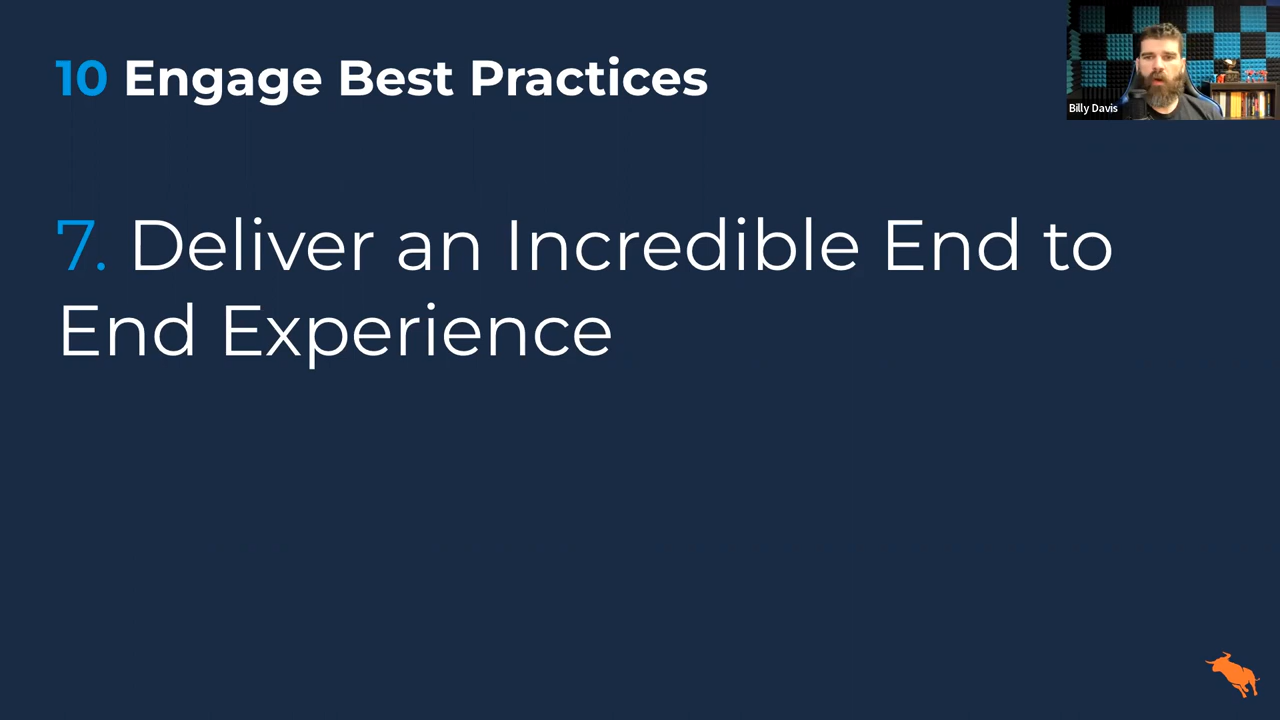 10 Engage Best Practices
Billy Davis
7. Deliver an Incredible End to
End Experience